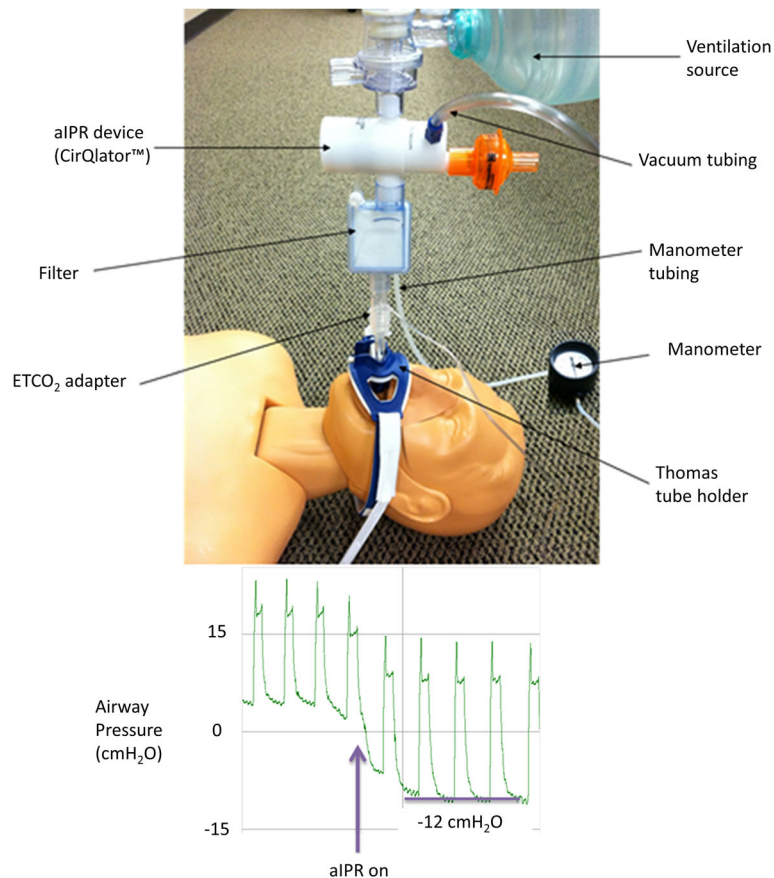 Ventilation
source
aIPR device
(CirQlator™)
Vacuum tubing
Filter
Manometer
tubing
Manometer
ETCO₂ adapter
Thomas
tube holder
15
Airway
Pressure
(cmH₂O)
0
-12 cmH₂O
-15
aIPR on